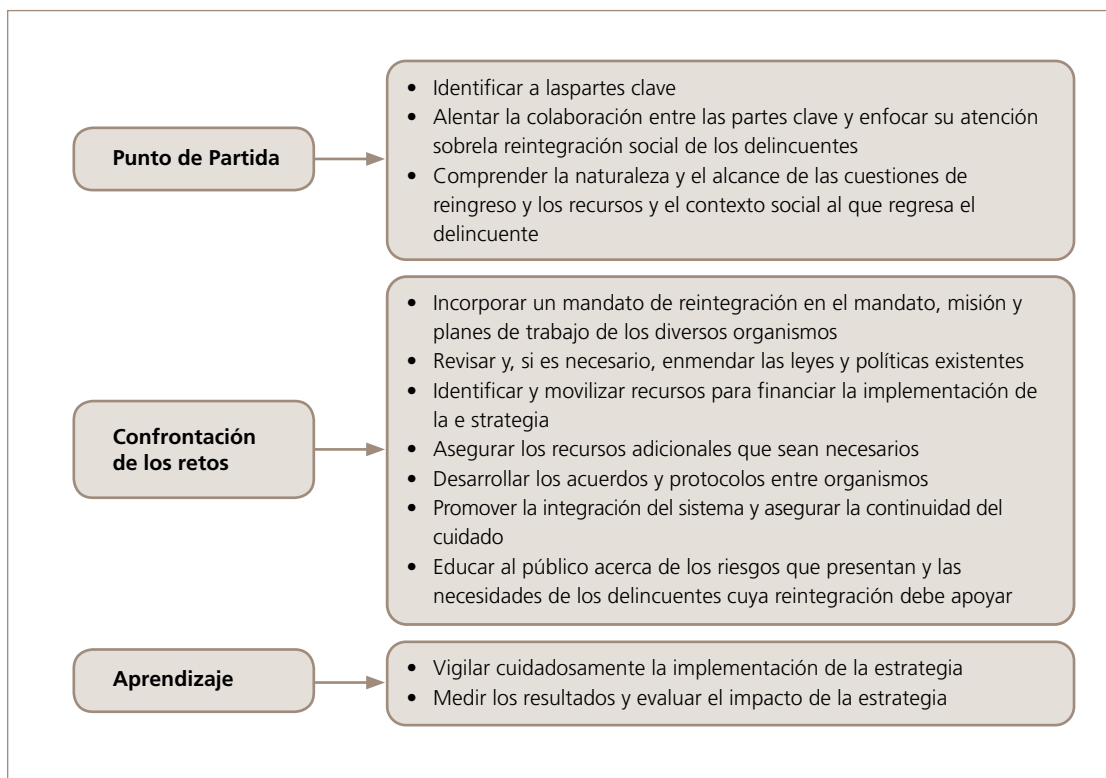 Punto de Partida
• Identificar a laspartes clave
• Alentar la colaboración entre las partes clave y enfocar su atención
sobrela reintegración social de los delincuentes
• Comprender la naturaleza y el alcance de las cuestiones de
reingreso y los recursos y el contexto social al que regresa el
delincuente
Confrontación
de los retos
• Incorporar un mandato de reintegración en el mandato, misión y
planes de trabajo de los diversos organismos
• Revisar y, si es necesario, enmendar las leyes y políticas existentes
• Identificar y movilizar recursos para financiar la implementación de
la e strategia
• Asegurar los recursos adicionales que sean necesarios
• Desarrollar los acuerdos y protocolos entre organismos
• Promover la integración del sistema y asegurar la continuidad del
cuidado
• Educar al público acerca de los riesgos que presentan y las
necesidades de los delincuentes cuya reintegración debe apoyar
Aprendizaje
• Vigilar cuidadosamente la implementación de la estrategia
• Medir los resultados y evaluar el impacto de la estrategia